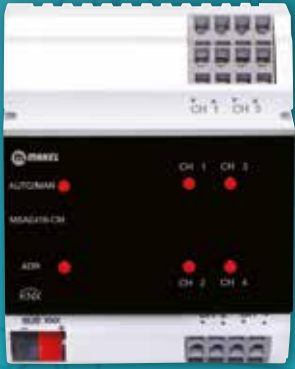 CH 1 CH 3
MAKEL
CH 1 CH 3
AUTO/MAN
ADR
CH 2 CH 4
KNX